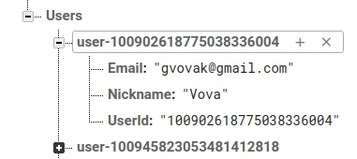 Users
user-100902618775038336004 + ×
Email: "gvovak@gmail.com"
Nickname: "Vova"
UserId: "100902618775038336004"
user-100945823053481412818